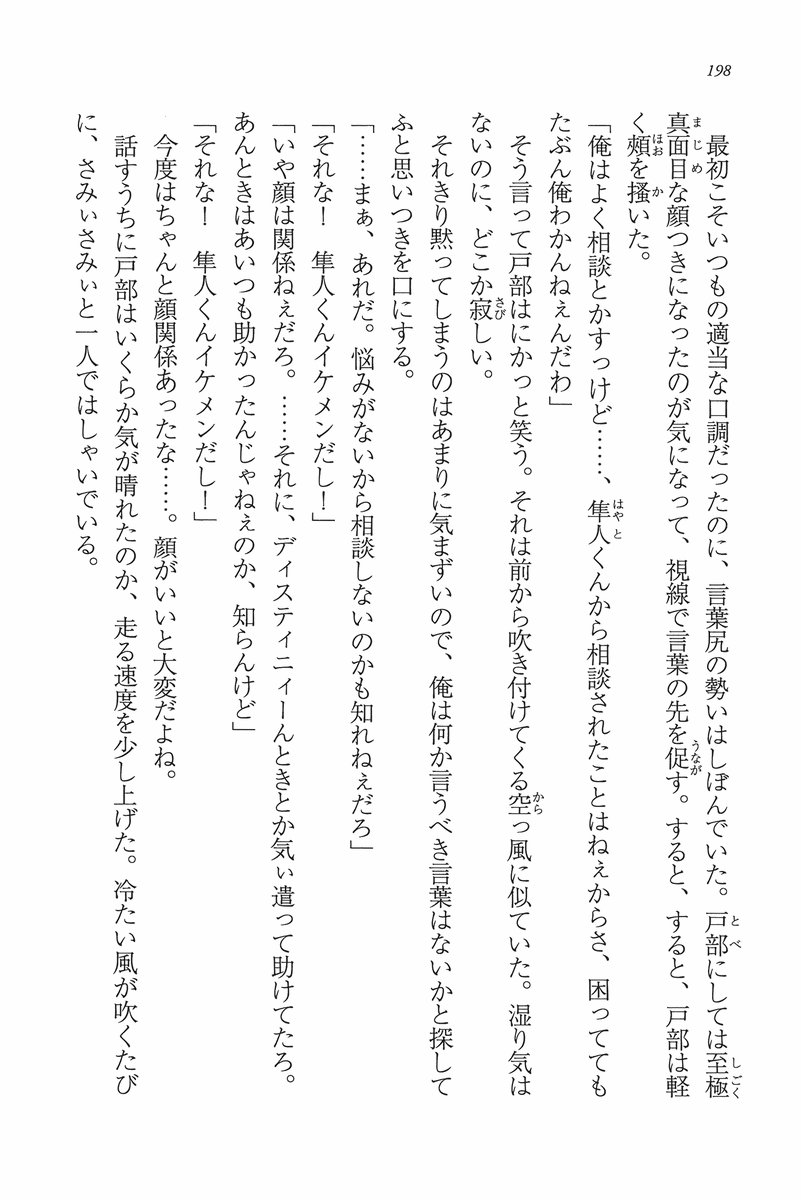 198
最初こそいつもの適当な口調だったのに、言葉尻の勢いはしぼんでいた。戸部にしては至極
真面目な顔つきになったのが気になって、視線で言葉の先を促す。すると、すると、戸部は軽
く頰を掻いた。
「俺はよく相談とかすっけど……、隼人くんから相談されたことはねぇからさ、困ってても
たぶん俺わかんねぇんだわ」
そう言って戸部はにかっと笑う。それは前から吹き付けてくる空っ風に似ていた。湿り気は
ないのに、どこか寂しい。
それきり黙ってしまうのはあまりに気まずいので、俺は何か言うべき言葉はないかと探して
ふと思いつきを口にする。
「……まぁ、あれだ。悩みがないから相談しないのかも知れねぇだろ」
「それな！　隼人くんイケメンだし！」
「いや顔は関係ねぇだろ。……それに、ディスティニィーんときとか気ぃ遣って助けてたろ。
あんときはあいつも助かったんじゃねぇのか、知らんけど」
「それな！　隼人くんイケメンだし！」
今度はちゃんと顔関係あったな……。顔がいいと大変だよね。
話すうちに戸部はいくらか気が晴れたのか、走る速度を少し上げた。冷たい風が吹くたび
に、さみぃさみぃと一人ではしゃいでいる。